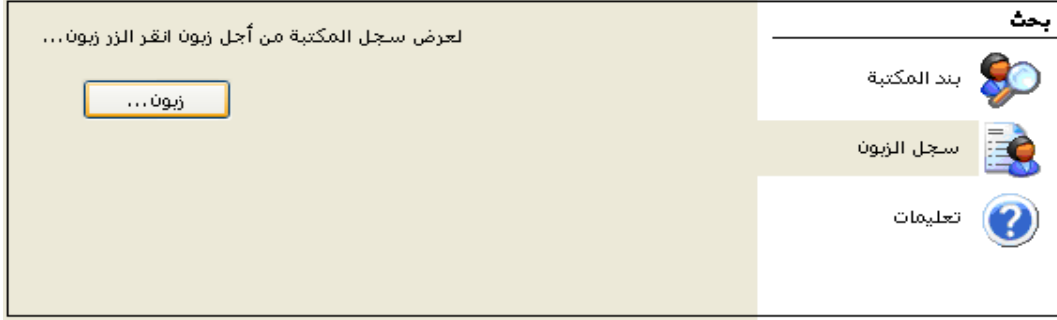 بحث
بند المكتبة
سجل الزبون
تعليمات
لعرض سجل المكتبة من أجل زبون انقر الزر زبون...
زبون...